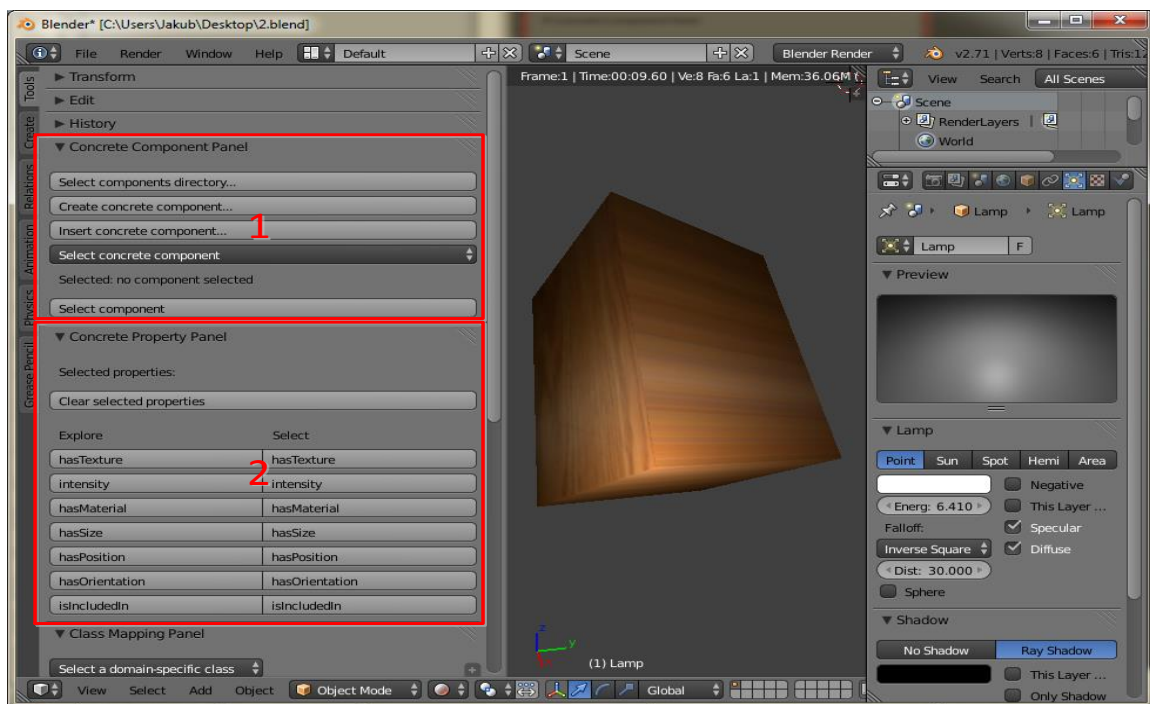 Blender* [C:\Users\Jakub\Desktop\2.blend]
File Render Window Help Default Scene Blender Render v2.71 | Verts:8 | Faces:6 | Tris:12
Tools
Create
Relations
Animation
Physics
Grease Pencil
Transform
Edit
History
Concrete Component Panel
Select components directory...
Create concrete component...
Insert concrete component...
1
Select concrete component
Selected: no component selected
Select component
Concrete Property Panel
Selected properties:
Clear selected properties
Explore Select
hasTexture hasTexture
2
intensity intensity
hasMaterial hasMaterial
hasSize hasSize
hasPosition hasPosition
hasOrientation hasOrientation
isIncludedIn isIncludedIn
Class Mapping Panel
Select a domain-specific class
Frame:1 | Time:00:09.60 | Ve:8 Fa:6 La:1 | Mem:36.06M
z
y
(1) Lamp
View Select Add Object Object Mode Global
View Search All Scenes
Scene
RenderLayers |
World
Lamp Lamp
Lamp F
Preview
Lamp
Point Sun Spot Hemi Area
Negative
Energ: 6.410 This Layer ...
Falloff: Specular
Inverse Square Diffuse
Dist: 30.000
Sphere
Shadow
No Shadow Ray Shadow
This Layer ...
Only Shadow